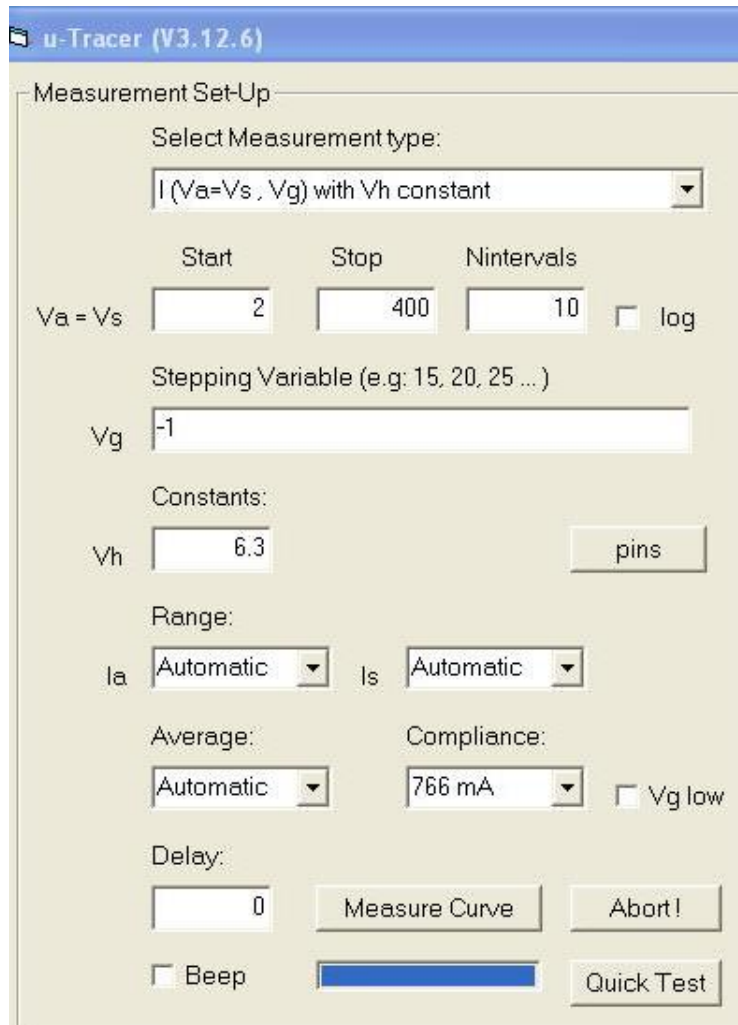 u-Tracer (V3.12.6)
Measurement Set-Up
Select Measurement type:
I (Va=Vs , Vg) with Vh constant
Start Stop Nintervals
Va = Vs 2 400 10 log
Stepping Variable (e.g: 15, 20, 25 ... )
Vg -1
Constants:
Vh 6.3 pins
Range:
Ia Automatic Is Automatic
Average: Compliance:
Automatic 766 mA Vg low
Delay:
0 Measure Curve Abort !
Beep Quick Test